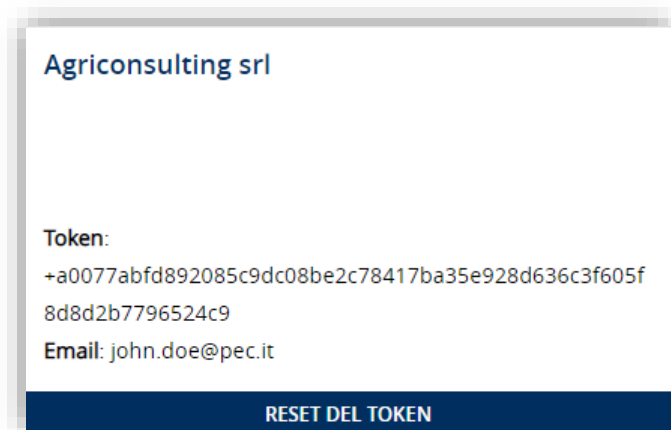 Agriconsulting srl
Token:
+a0077abfd892085c9dc08be2c78417ba35e928d636c3f605f
8d8d2b7796524c9
Email: john.doe@pec.it
RESET DEL TOKEN